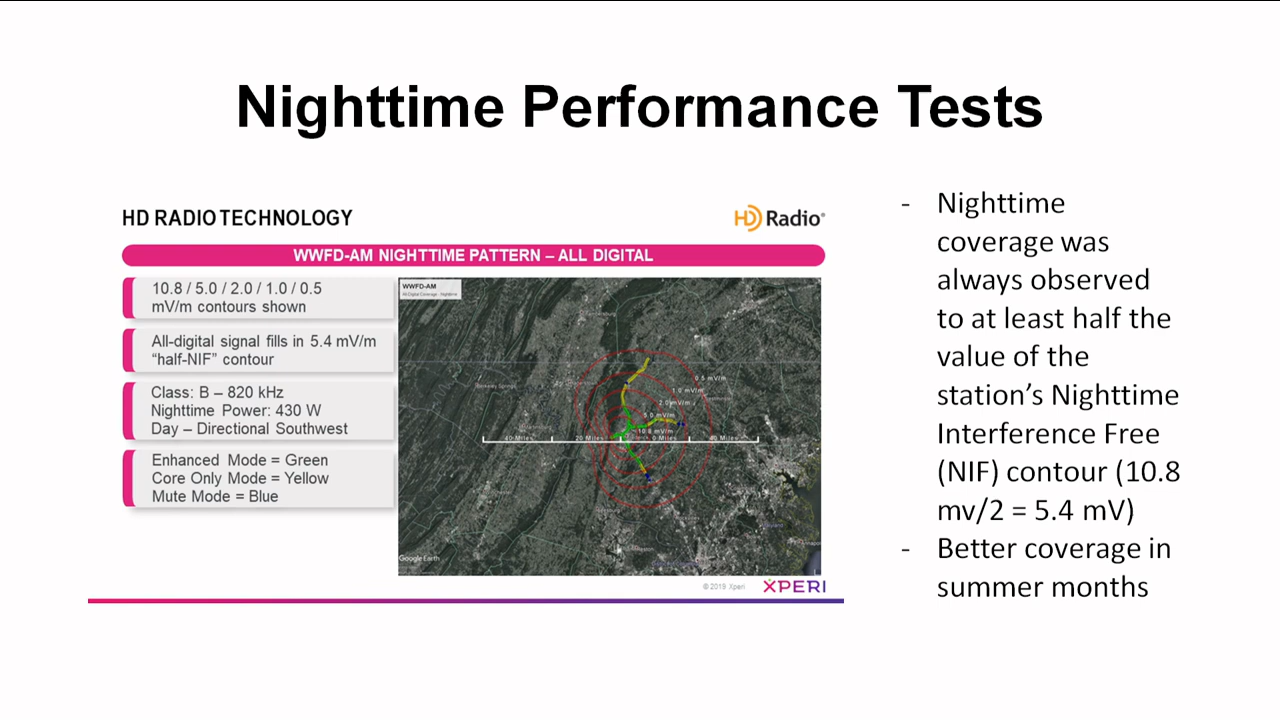 Nighttime Performance Tests
HD RADIO TECHNOLOGY
HD Radio®
WWFD-AM NIGHTTIME PATTERN – ALL DIGITAL
10.8 / 5.0 / 2.0 / 1.0 / 0.5
mV/m contours shown
All-digital signal fills in 5.4 mV/m
“half-NIF” contour
Class: B – 820 kHz
Nighttime Power: 430 W
Day – Directional Southwest
Enhanced Mode = Green
Core Only Mode = Yellow
Mute Mode = Blue
WWFD-AM
All-Digital Coverage - Nighttime
0.5 mV/m
1.0 mV/m
2.0 mV/m
5.0 mV/m
10.8 mV/m
40 Miles
20 Miles
0 Miles
40 Miles
Google Earth
© 2019 Xperi
XPERI
- Nighttime
coverage was
always observed
to at least half the
value of the
station’s Nighttime
Interference Free
(NIF) contour (10.8
mv/2 = 5.4 mV)
- Better coverage in
summer months